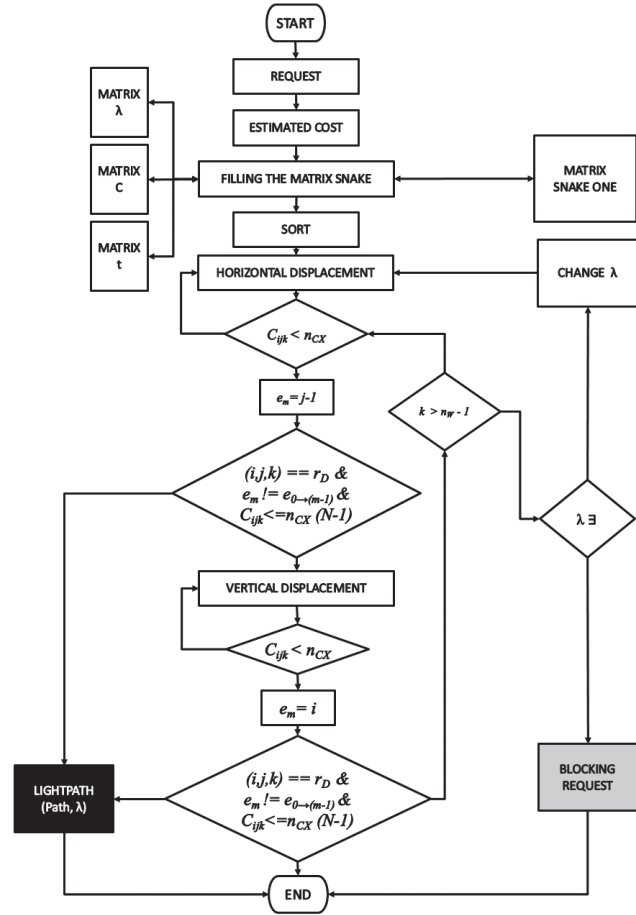 START
REQUEST
ESTIMATED COST
MATRIX
λ
MATRIX
C
MATRIX
t
FILLING THE MATRIX SNAKE
MATRIX
SNAKE ONE
SORT
HORIZONTAL DISPLACEMENT
CHANGE λ
C_ijk < n_CX
e_m = j-1
k > n_W - 1
(i,j,k) == r_D &
e_m != e_0→(m-1) &
C_ijk <= n_CX (N-1)
λ ∃
VERTICAL DISPLACEMENT
C_ijk < n_CX
e_m = i
LIGHTPATH
(Path, λ)
(i,j,k) == r_D &
e_m != e_0→(m-1) &
C_ijk <= n_CX (N-1)
BLOCKING
REQUEST
END